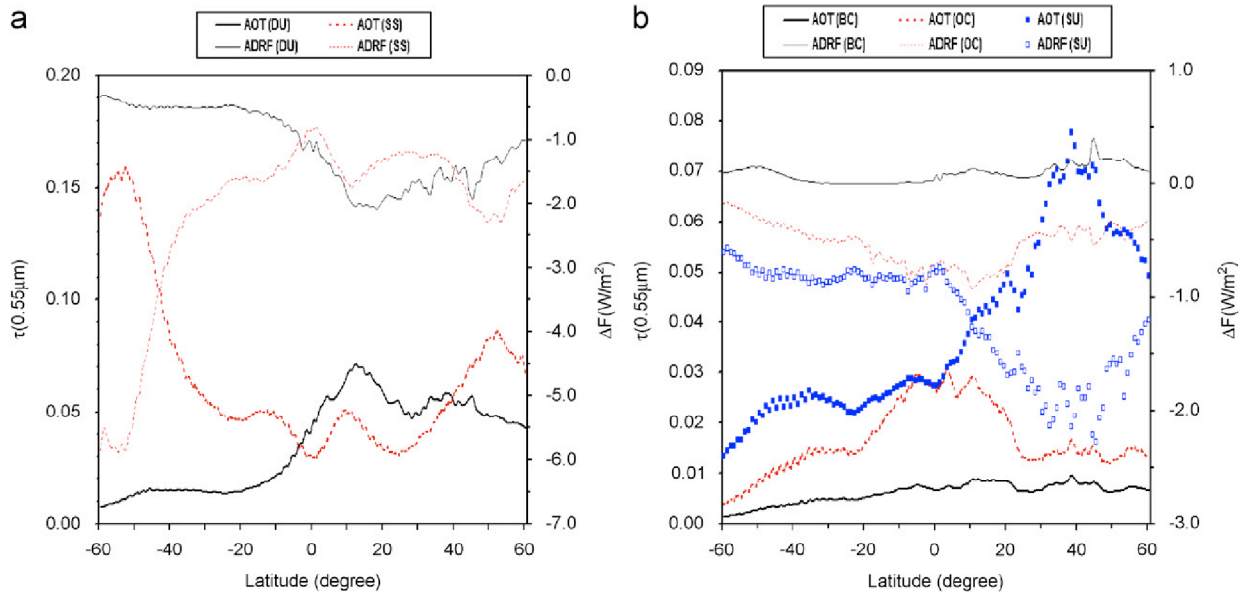 a
AOT (DU) AOT (SS)
ADRF (DU) ADRF (SS)
0.20
0.15
0.10
0.05
0.00
τ(0.55μm)
0.0
-1.0
-2.0
-3.0
-4.0
-5.0
-6.0
-7.0
ΔF(W/m²)
-60 -40 -20 0 20 40 60
Latitude (degree)
b
AOT (BC) AOT (OC) AOT (SU)
ADRF (BC) ADRF (OC) ADRF (SU)
0.09
0.08
0.07
0.06
0.05
0.04
0.03
0.02
0.01
0.00
τ(0.55μm)
1.0
0.0
-1.0
-2.0
-3.0
ΔF(W/m²)
-60 -40 -20 0 20 40 60
Latitude (degree)